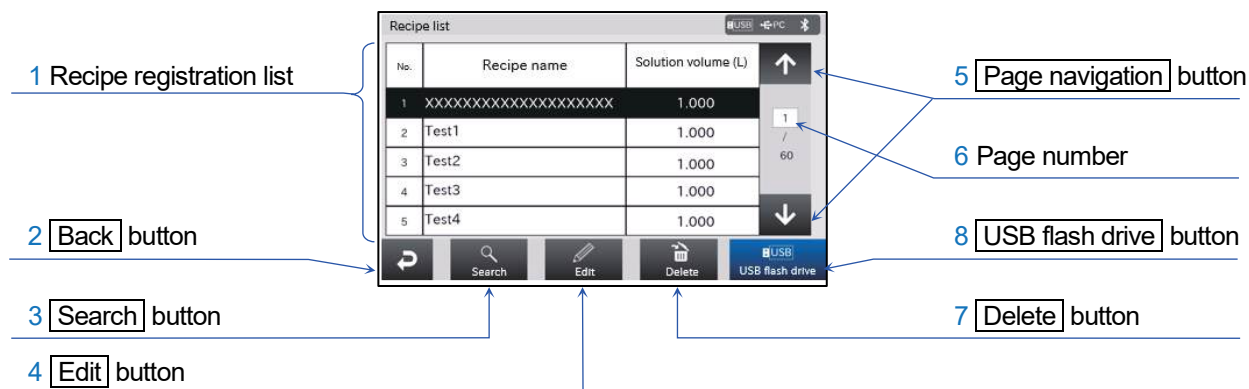 Recipe list
USB PC
No. Recipe name Solution volume (L)
1 XXXXXXXXXXXXXXXXXXXX 1.000
2 Test1 1.000
3 Test2 1.000
4 Test3 1.000
5 Test4 1.000
1
/
60
Search
Edit
Delete
USB
USB flash drive
1 Recipe registration list
2 Back button
3 Search button
4 Edit button
5 Page navigation button
6 Page number
8 USB flash drive button
7 Delete button